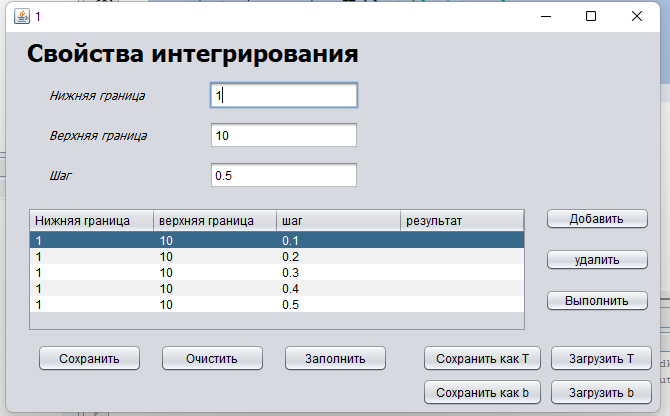 1
Свойства интегрирования
Нижняя граница 1
Верхняя граница 10
Шаг 0.5
Нижняя граница верхняя граница шаг результат
1 10 0.1
1 10 0.2
1 10 0.3
1 10 0.4
1 10 0.5
Добавить
удалить
Выполнить
Сохранить Очистить Заполнить Сохранить как T Загрузить T
Сохранить как b Загрузить b